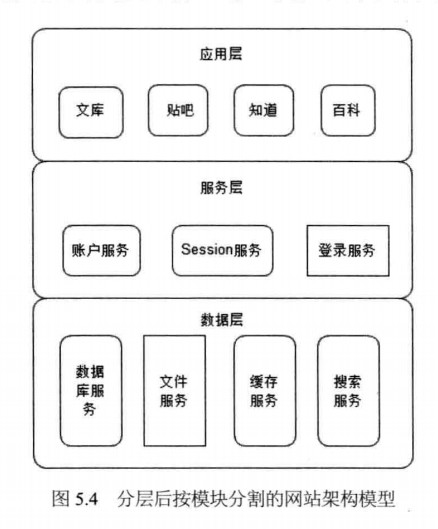 应用层
文库 贴吧 知道 百科
服务层
账户服务 Session服务 登录服务
数据层
数据
库服
务
文件
服务
缓存
服务
搜索
服务
图 5.4 分层后按模块分割的网站架构模型